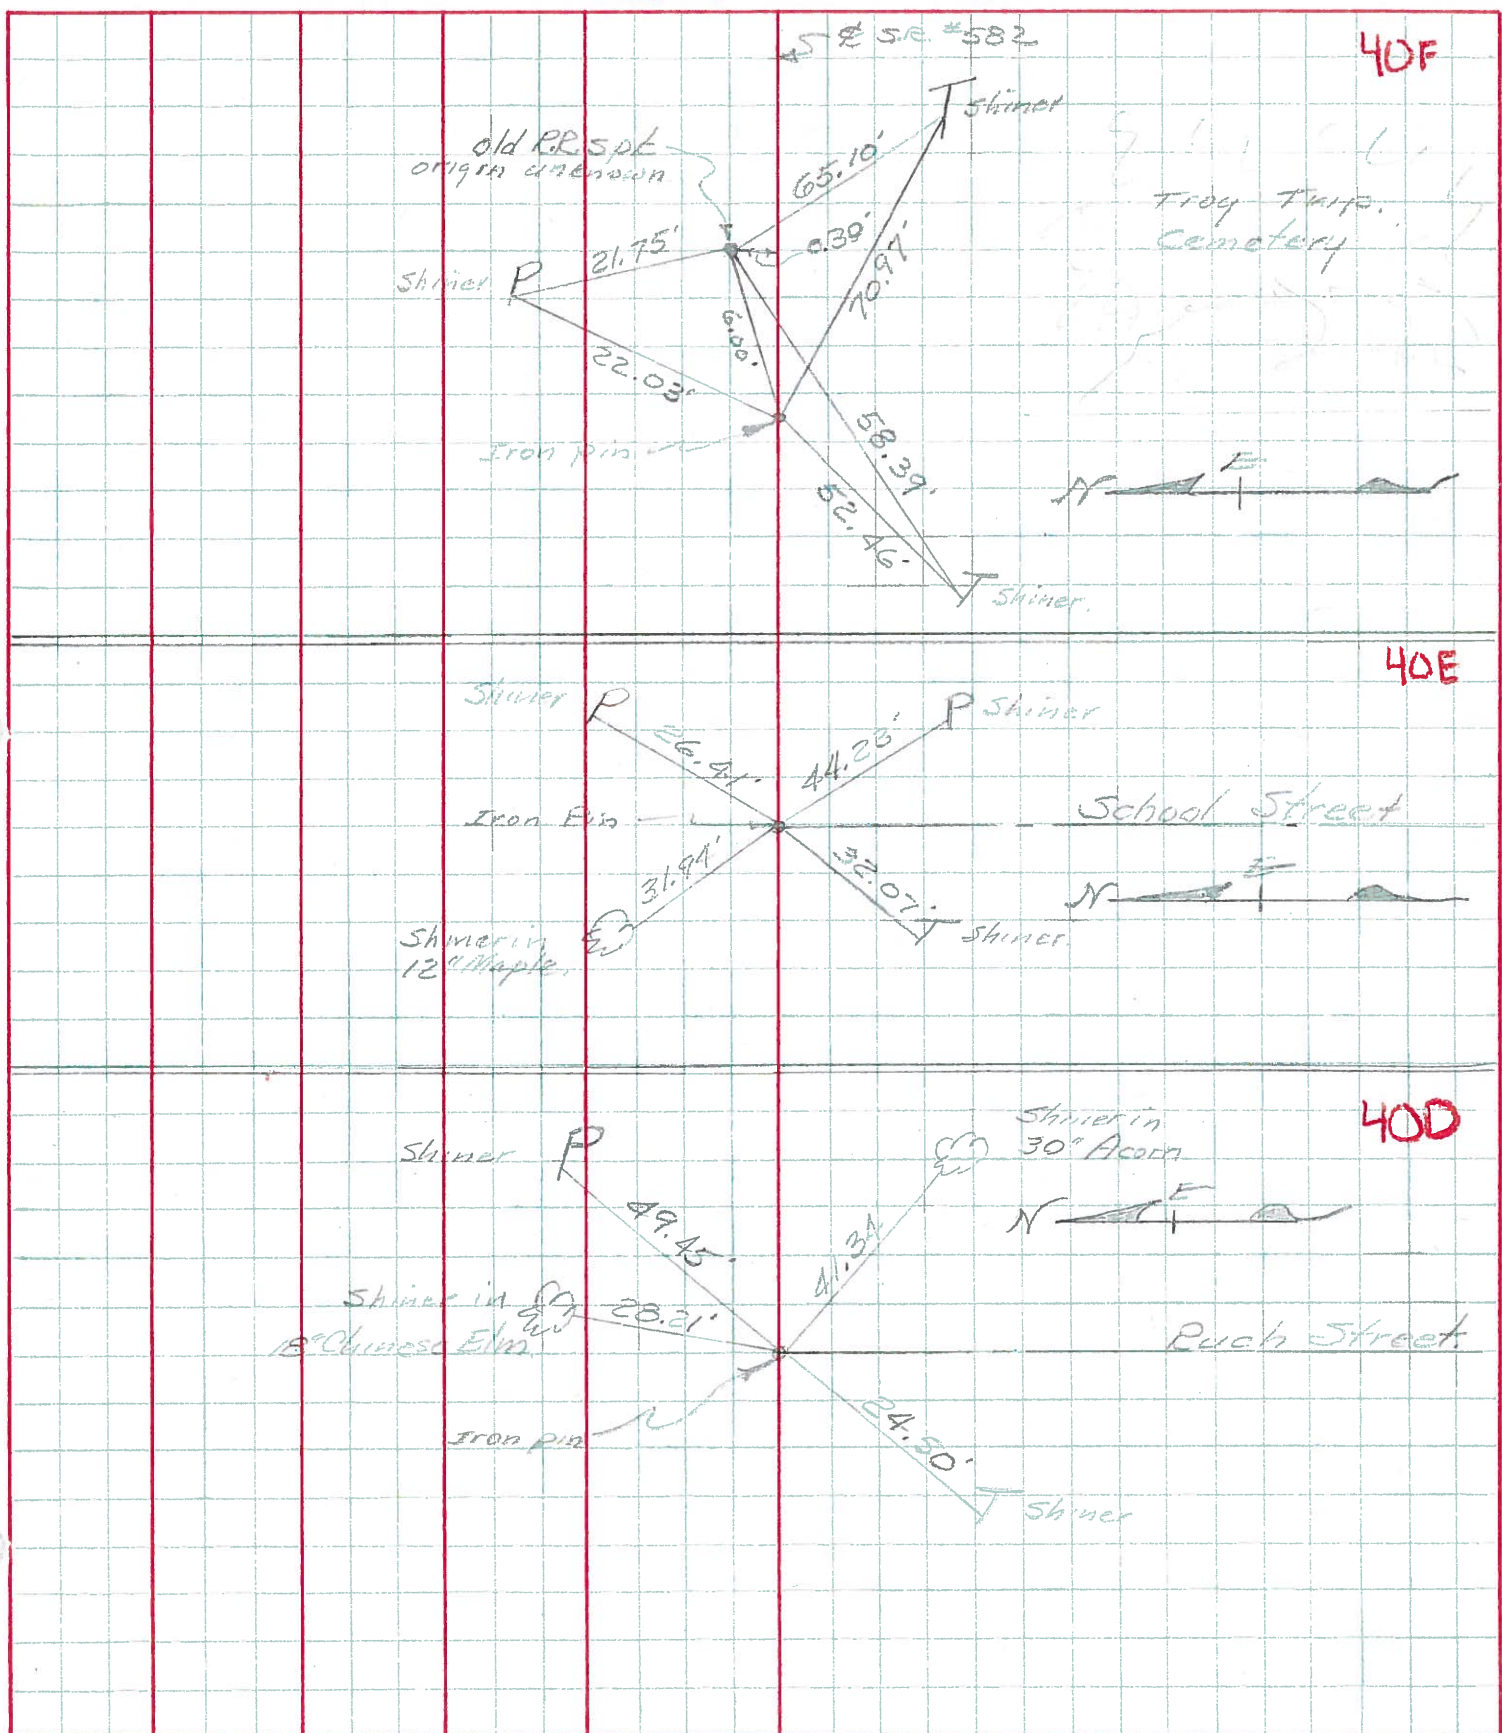 ℄ S.R. #582
40F
T Shiner
old R.R. spk
origin unknown
65.10'
Troy Twp.
Cemetery
0.39'
21.75'
Shiner P
70.97'
6.00'
22.03'
Iron pin
58.39'
52.46'
N E
T Shiner
40E
Shiner P
P Shiner
44.23'
Iron Pin
School Street
31.94'
32.07'
N E
Shiner in
12" Maple
T Shiner
40D
Shiner P
Shiner in
30" Acorn
49.45'
41.34'
N E
Shiner in
28.21'
18" Chinese Elm
Street
Iron pin
T Shiner